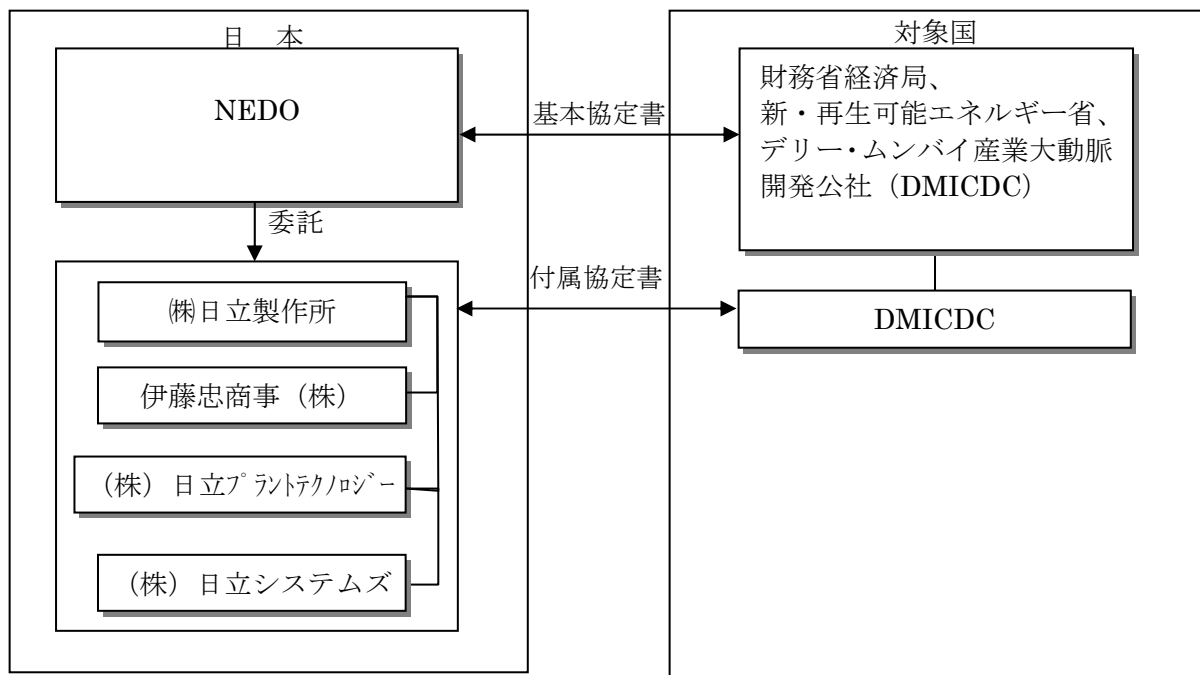 日　本
NEDO
委託
㈱日立製作所
伊藤忠商事（株）
（株）日立ﾌﾟﾗﾝﾄﾃｸﾉﾛｼﾞｰ
（株）日立システムズ
基本協定書
付属協定書
対象国
財務省経済局、
新・再生可能エネルギー省、
デリー・ムンバイ産業大動脈
開発公社（DMICDC）
DMICDC